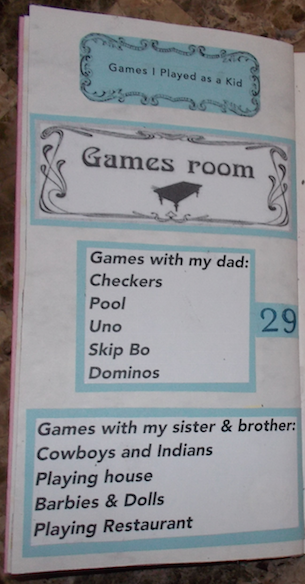 Games I Played as a Kid
Games room
Games with my dad:
Checkers
Pool
Uno
Skip Bo
Dominos
29
Games with my sister & brother:
Cowboys and Indians
Playing house
Barbies & Dolls
Playing Restaurant